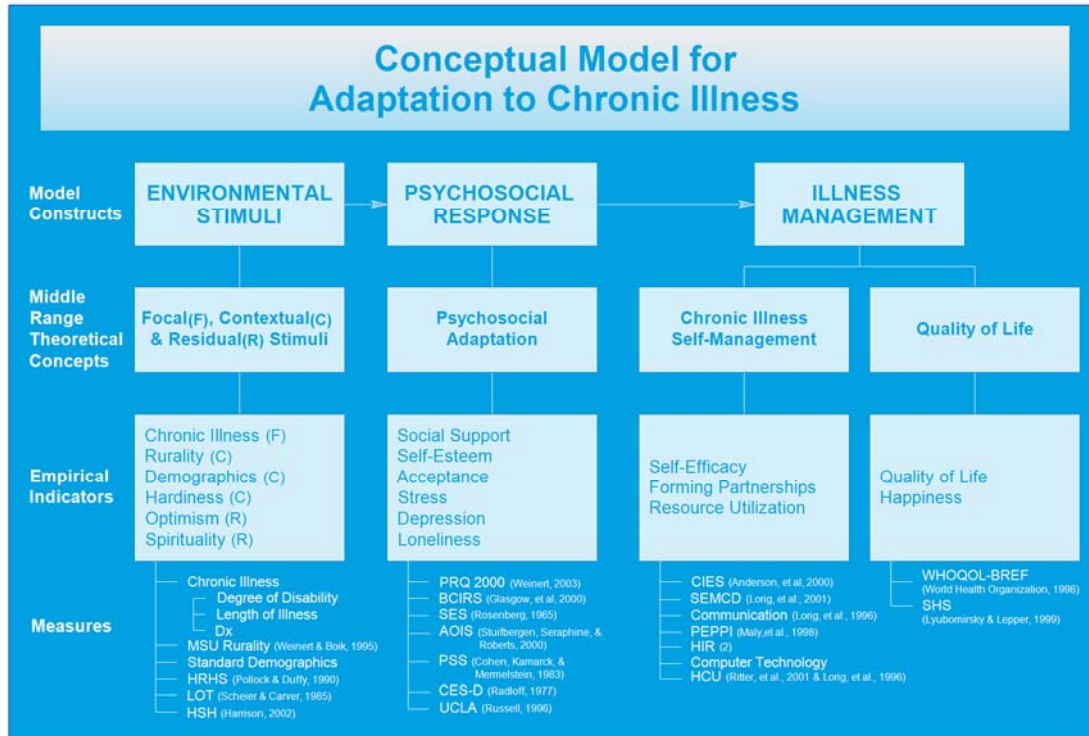 Conceptual Model for
Adaptation to Chronic Illness
Model
Constructs
ENVIRONMENTAL
STIMULI
PSYCHOSOCIAL
RESPONSE
ILLNESS
MANAGEMENT
Middle
Range
Theoretical
Concepts
Focal(F), Contextual(C)
& Residual(R) Stimuli
Psychosocial
Adaptation
Chronic Illness
Self-Management
Quality of Life
Empirical
Indicators
Chronic Illness (F)
Rurality (C)
Demographics (C)
Hardiness (C)
Optimism (R)
Spirituality (R)
Social Support
Self-Esteem
Acceptance
Stress
Depression
Loneliness
Self-Efficacy
Forming Partnerships
Resource Utilization
Quality of Life
Happiness
Measures
Chronic Illness
Degree of Disability
Length of Illness
Dx
MSU Rurality (Weinert & Boik, 1995)
Standard Demographics
HRHS (Pollock & Duffy, 1990)
LOT (Scheier & Carver, 1985)
HSH (Harrison, 2002)
PRQ 2000 (Weinert, 2003)
BCIRS (Glasgow, et al, 2000)
SES (Rosenberg, 1965)
AOIS (Stuifbergen, Seraphine, &
Roberts, 2000)
PSS (Cohen, Kamarck, &
Mermelstein, 1983)
CES-D (Radloff, 1977)
UCLA (Russell, 1996)
CIES (Anderson, et al, 2000)
SEMCD (Lorig, et al., 2001)
Communication (Lorig, et al., 1996)
PEPPI (Maly,et al., 1998)
HIR (2)
Computer Technology
HCU (Ritter, et al., 2001 & Lorig, et al., 1996)
WHOQOL-BREF
(World Health Organization, 1998)
SHS
(Lyubomirsky & Lepper, 1999)